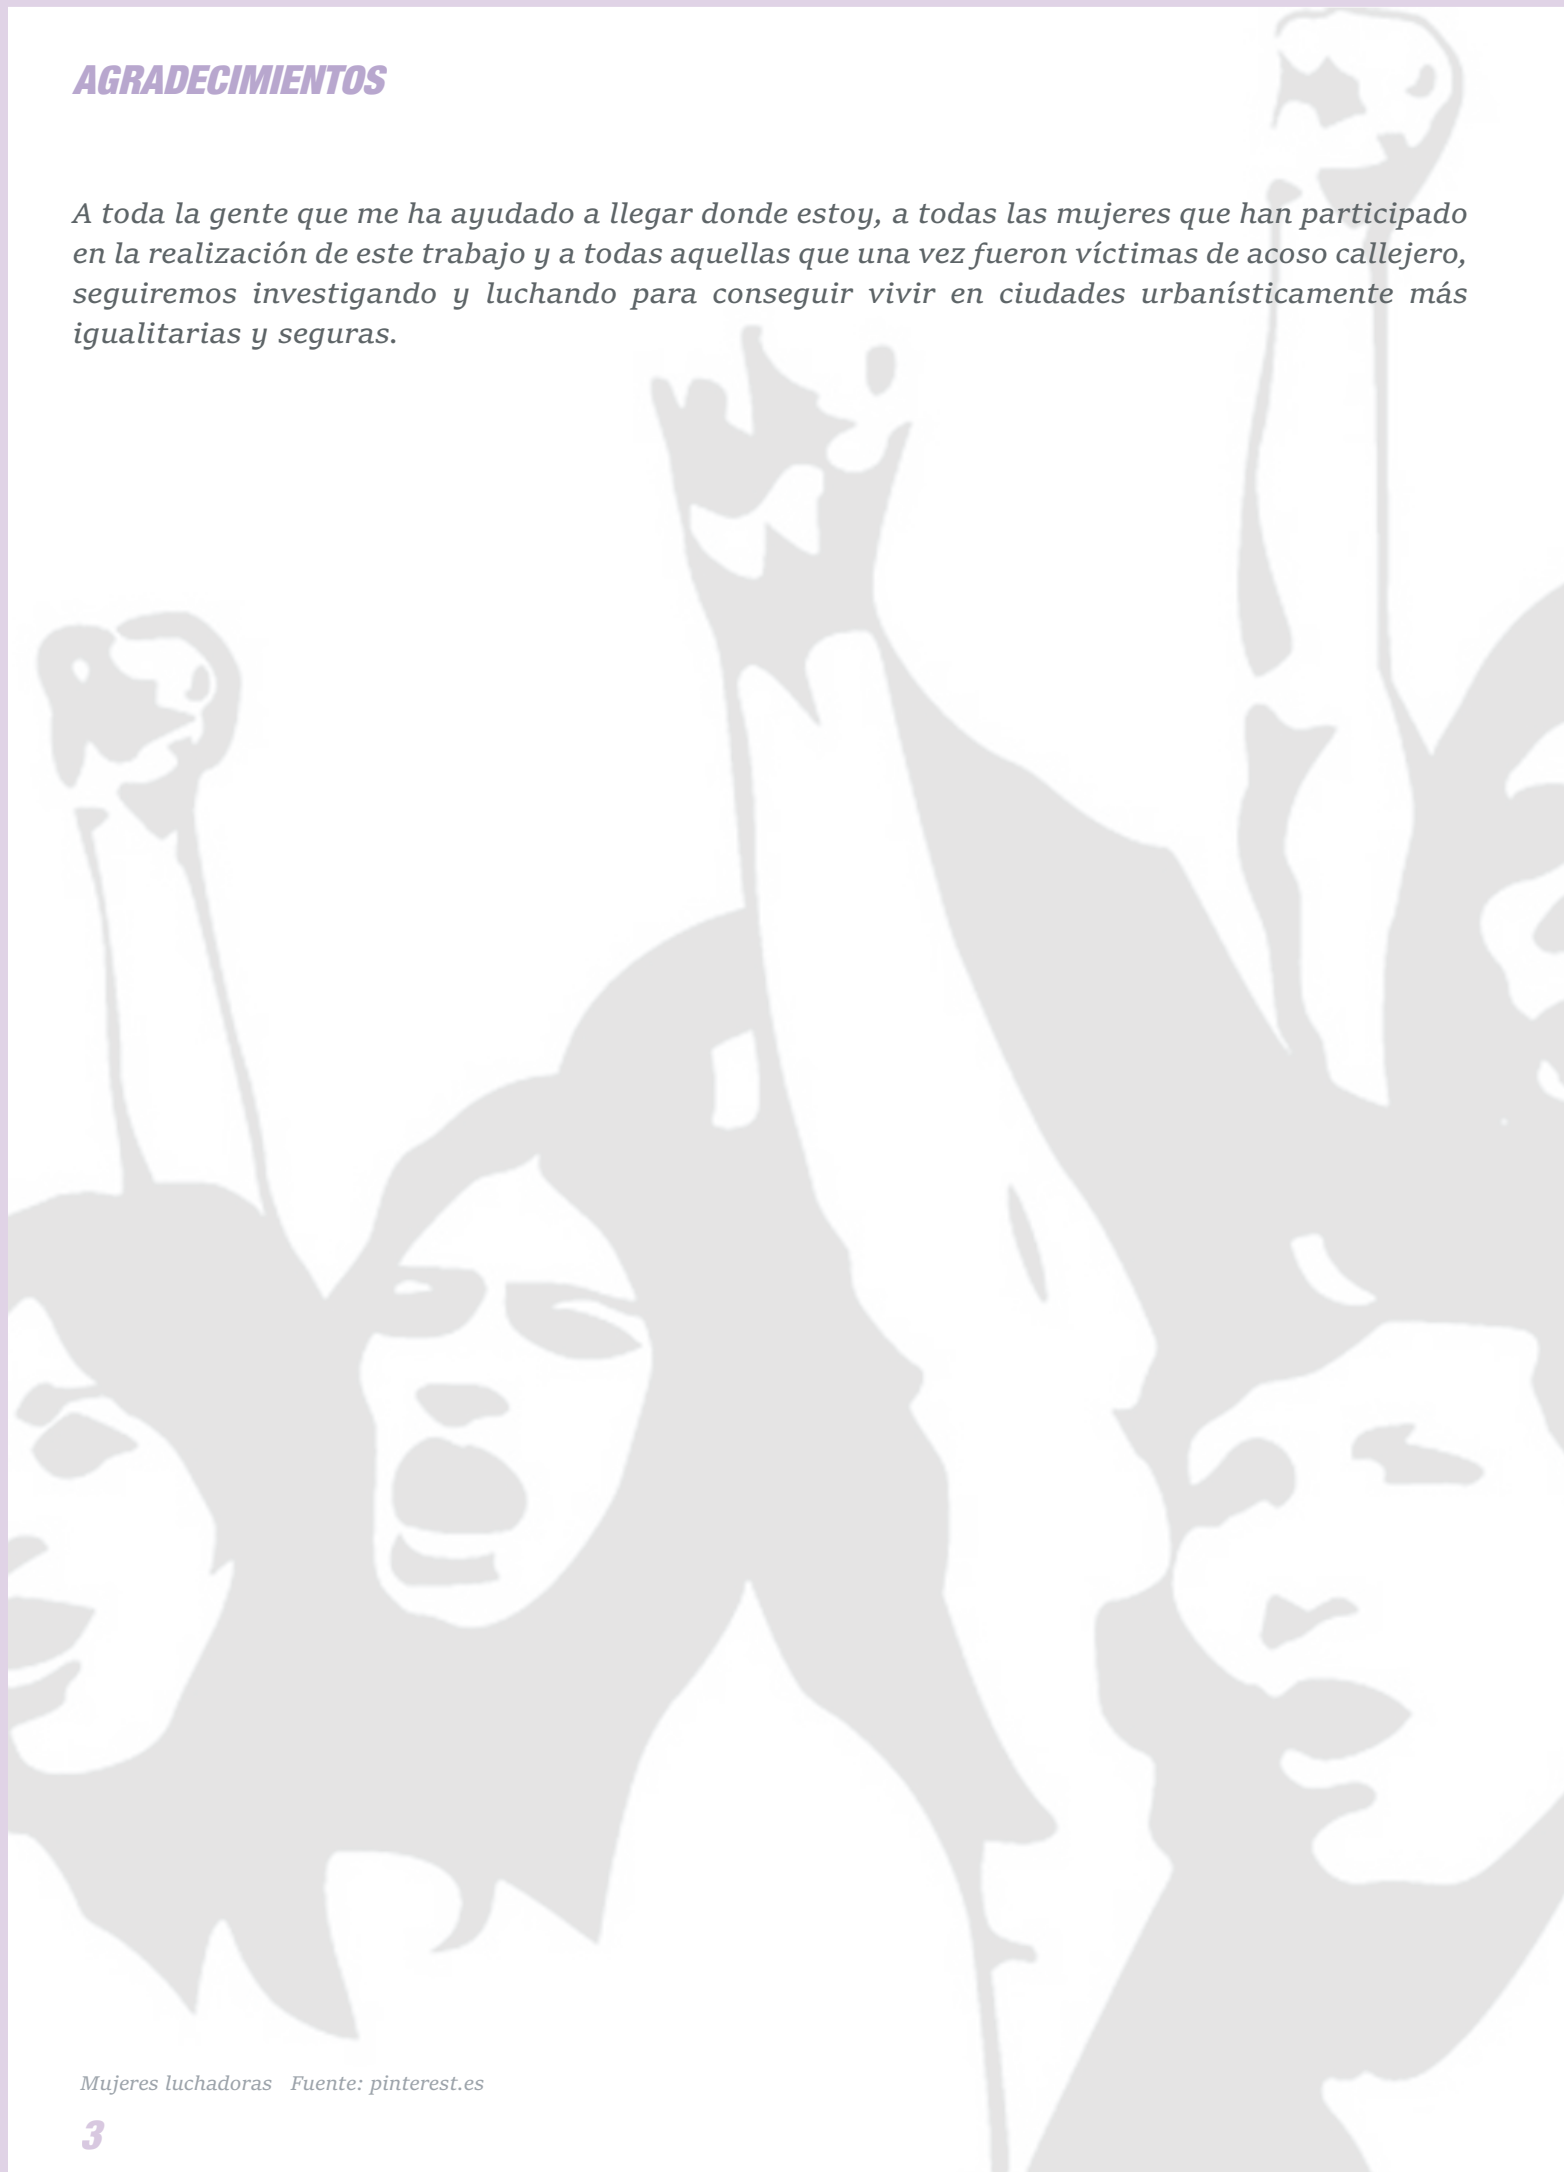 AGRADECIMIENTOS
A toda la gente que me ha ayudado a llegar donde estoy, a todas las mujeres que han participado
en la realización de este trabajo y a todas aquellas que una vez fueron víctimas de acoso callejero,
seguiremos investigando y luchando para conseguir vivir en ciudades urbanísticamente más
igualitarias y seguras.
Mujeres luchadoras Fuente: pinterest.es
3